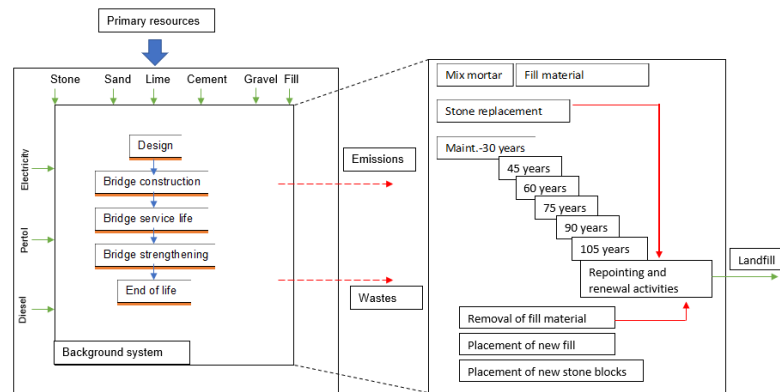 Primary resources
Stone Sand Lime Cement Gravel Fill
Electricity
Pertol
Diesel
Design
Bridge construction
Bridge service life
Bridge strengthening
End of life
Background system
Emissions
Wastes
Mix mortar
Fill material
Stone replacement
Maint.-30 years
45 years
60 years
75 years
90 years
105 years
Repointing and
renewal activities
Removal of fill material
Placement of new fill
Placement of new stone blocks
Landfill